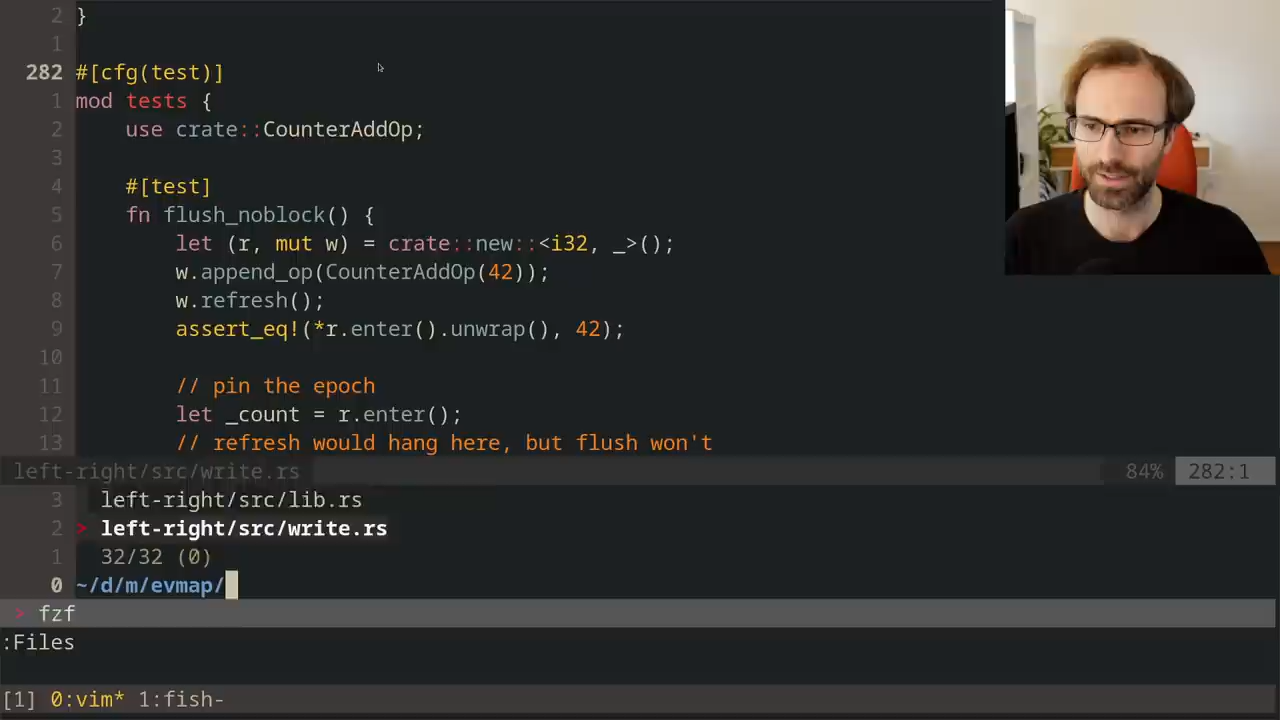 2 }
1
282 #[cfg(test)]
1 mod tests {
2 use crate::CounterAddOp;
3
4 #[test]
5 fn flush_noblock() {
6 let (r, mut w) = crate::new::<i32, _>();
7 w.append_op(CounterAddOp(42));
8 w.refresh();
9 assert_eq!(*r.enter().unwrap(), 42);
10
11 // pin the epoch
12 let _count = r.enter();
13 // refresh would hang here, but flush won't
left-right/src/write.rs 84% 282:1
3 left-right/src/lib.rs
2 > left-right/src/write.rs
1 32/32 (0)
0 ~/d/m/evmap/
> fzf
:Files
[1] 0:vim* 1:fish-